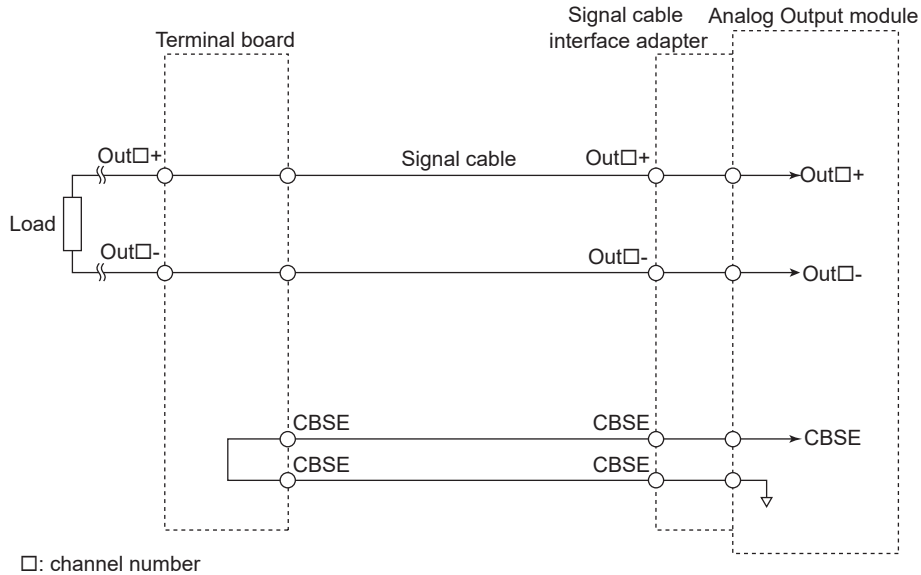 Signal cable
interface adapter
Analog Output module
Terminal board
Out□+
Signal cable
Out□+
Out□+
Load
Out□-
Out□-
Out□-
CBSE
CBSE
CBSE
CBSE
CBSE
□: channel number